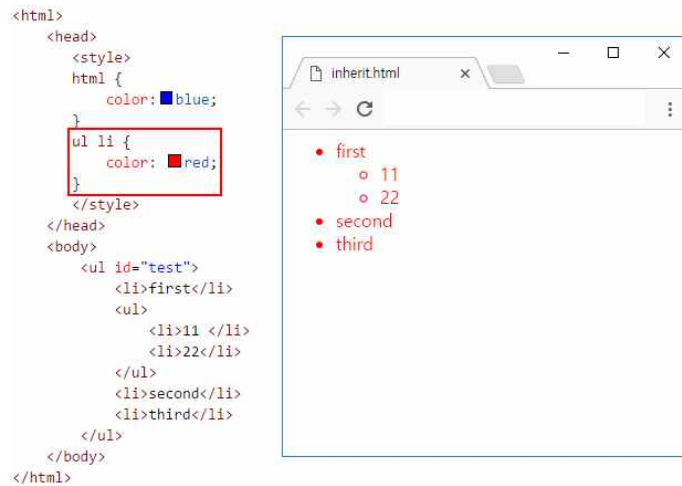 <html>
<head>
<style>
html {
color: blue;
}
ul li {
color: red;
}
</style>
</head>
<body>
<ul id="test">
<li>first</li>
<ul>
<li>11 </li>
<li>22</li>
</ul>
<li>second</li>
<li>third</li>
</ul>
</body>
</html>
inherit.html
first
11
22
second
third